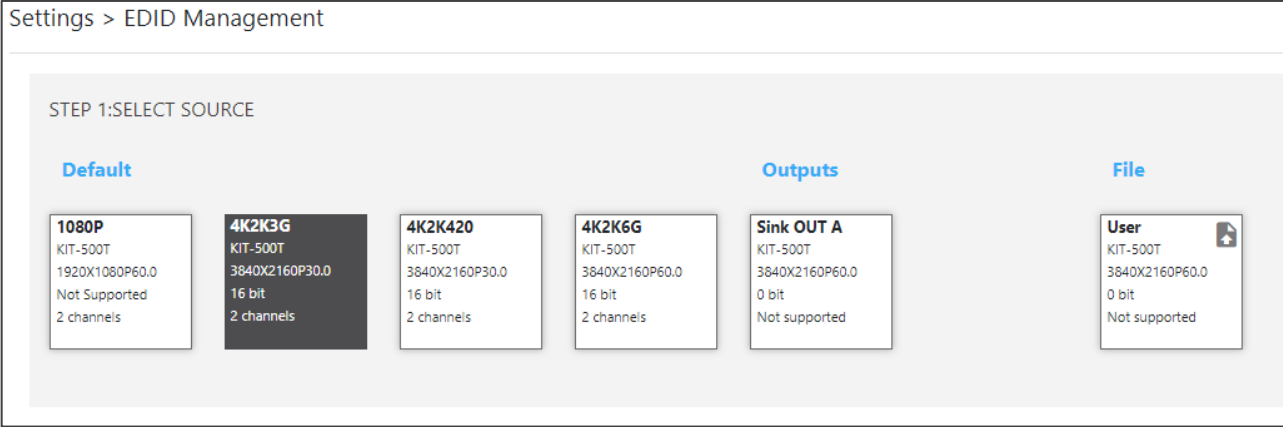 Settings > EDID Management
STEP 1:SELECT SOURCE
Default
Outputs
File
1080P
KIT-500T
1920X1080P60.0
Not Supported
2 channels
4K2K3G
KIT-500T
3840X2160P30.0
16 bit
2 channels
4K2K420
KIT-500T
3840X2160P30.0
16 bit
2 channels
4K2K6G
KIT-500T
3840X2160P60.0
16 bit
2 channels
Sink OUT A
KIT-500T
3840X2160P60.0
0 bit
Not supported
User
KIT-500T
3840X2160P60.0
0 bit
Not supported